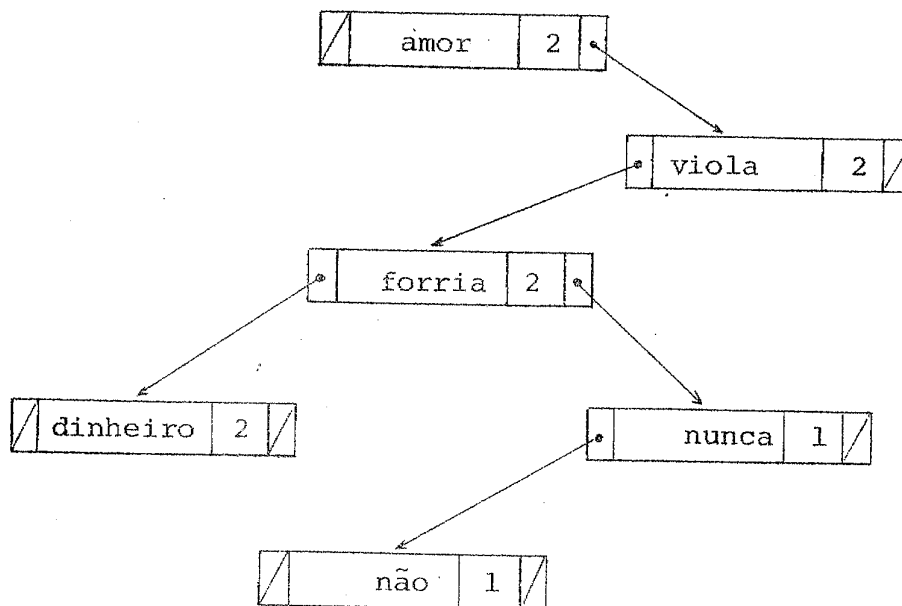 amor 2
viola 2
forria 2
dinheiro 2
nunca 1
não 1